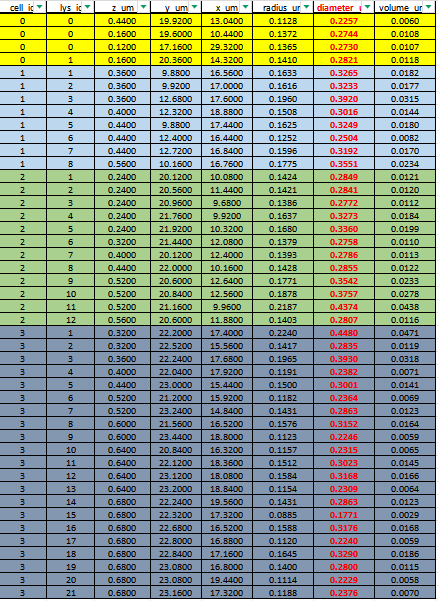 cell_ic lys_ic z_um y_um x_um radius_ur diameter_u volume_ur
0 0 0.4400 19.9200 13.0400 0.1128 0.2257 0.0060
0 0 0.1600 19.6000 10.4400 0.1372 0.2744 0.0108
0 0 0.1200 17.1600 29.3200 0.1365 0.2730 0.0107
0 1 0.1600 20.3600 14.3200 0.1410 0.2821 0.0118
1 1 0.3600 9.8800 16.5600 0.1633 0.3265 0.0182
1 2 0.3600 9.9200 17.0000 0.1616 0.3233 0.0177
1 3 0.3600 12.6800 17.6000 0.1960 0.3920 0.0315
1 4 0.4000 12.3200 18.8800 0.1508 0.3016 0.0144
1 5 0.4400 9.8800 17.4400 0.1625 0.3249 0.0180
1 6 0.4400 12.4000 16.4400 0.1252 0.2504 0.0082
1 7 0.4400 12.7200 16.8400 0.1596 0.3192 0.0170
1 8 0.5600 10.1600 16.7600 0.1775 0.3551 0.0234
2 1 0.2400 20.1200 10.0800 0.1424 0.2849 0.0121
2 2 0.2400 20.5600 11.4400 0.1421 0.2841 0.0120
2 3 0.2400 20.9600 9.6800 0.1386 0.2772 0.0112
2 4 0.2400 21.7600 9.9200 0.1637 0.3273 0.0184
2 5 0.2400 21.9200 10.3200 0.1680 0.3360 0.0199
2 6 0.3200 21.4400 12.0800 0.1379 0.2758 0.0110
2 7 0.4000 20.1200 12.4000 0.1393 0.2786 0.0113
2 8 0.4400 22.0000 10.1600 0.1428 0.2855 0.0122
2 9 0.5200 20.6000 12.6400 0.1771 0.3542 0.0233
2 10 0.5200 20.8400 12.5600 0.1878 0.3757 0.0278
2 11 0.5200 21.1600 9.9600 0.2187 0.4374 0.0438
2 12 0.5600 20.6000 11.8800 0.1403 0.2807 0.0116
3 1 0.3200 22.2000 17.4000 0.2240 0.4480 0.0471
3 2 0.3200 22.5200 15.5600 0.1417 0.2835 0.0119
3 3 0.3600 22.2400 17.6800 0.1965 0.3930 0.0318
3 4 0.4000 22.0400 17.9200 0.1191 0.2382 0.0071
3 5 0.4400 23.0000 15.4400 0.1500 0.3001 0.0141
3 6 0.5200 21.2000 15.9200 0.1182 0.2364 0.0069
3 7 0.5200 23.2400 14.8400 0.1431 0.2863 0.0123
3 8 0.6000 21.5600 16.5200 0.1576 0.3152 0.0164
3 9 0.6000 23.4400 18.8000 0.1123 0.2246 0.0059
3 10 0.6400 20.8400 16.3200 0.1157 0.2315 0.0065
3 11 0.6400 22.1200 18.3200 0.1512 0.3023 0.0145
3 12 0.6400 23.1200 18.0800 0.1584 0.3168 0.0166
3 13 0.6400 23.2000 18.8400 0.1154 0.2309 0.0064
3 14 0.6800 22.2400 19.5600 0.1431 0.2863 0.0123
3 15 0.6800 22.3200 17.3200 0.0885 0.1771 0.0029
3 16 0.6800 22.6800 16.5200 0.1588 0.3176 0.0168
3 17 0.6800 22.8000 16.8800 0.1120 0.2240 0.0059
3 18 0.6800 22.8400 17.1600 0.1645 0.3290 0.0186
3 19 0.6800 23.0800 16.8000 0.1400 0.2800 0.0115
3 20 0.6800 23.0800 19.4400 0.1114 0.2229 0.0058
3 21 0.6800 23.1600 17.3200 0.1188 0.2376 0.0070